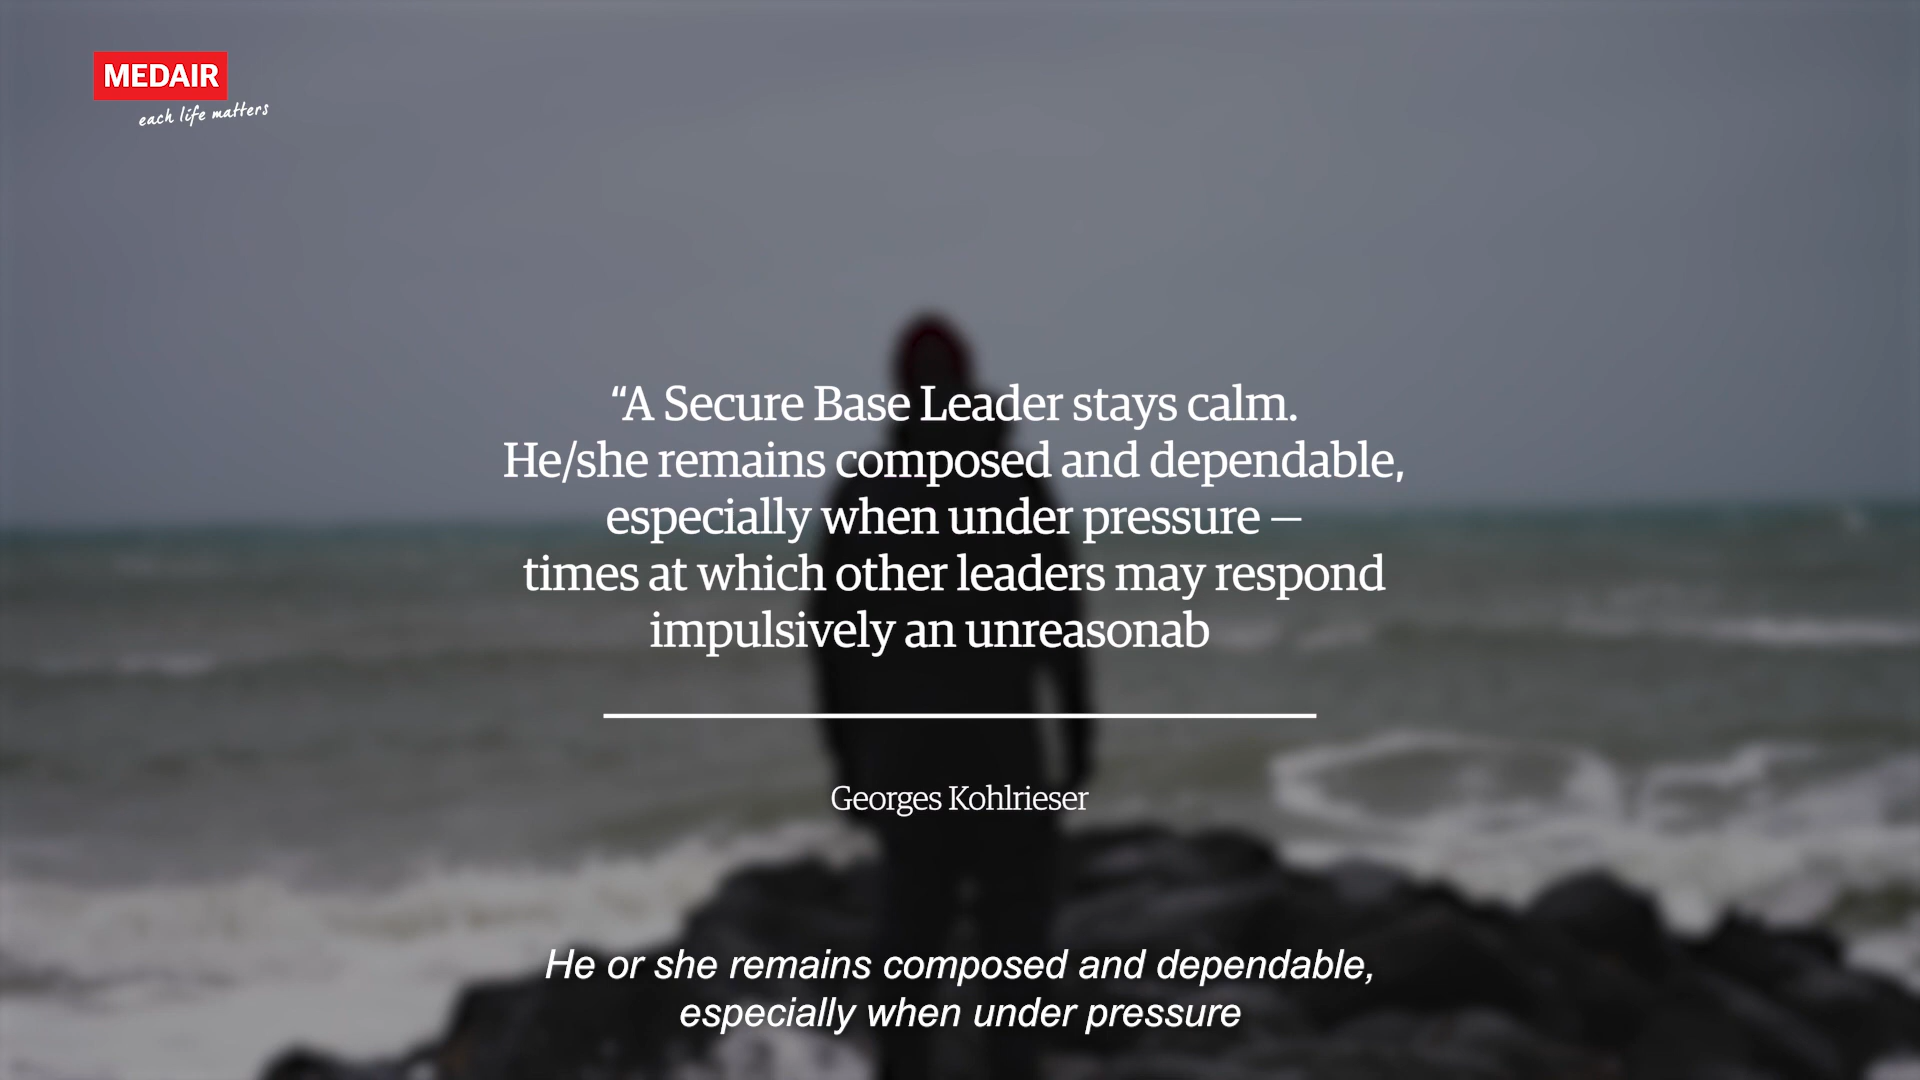 MEDAIR
each life matters
“A Secure Base Leader stays calm.
He/she remains composed and dependable,
especially when under pressure —
times at which other leaders may respond
impulsively an unreasonab
Georges Kohlrieser
He or she remains composed and dependable,
especially when under pressure